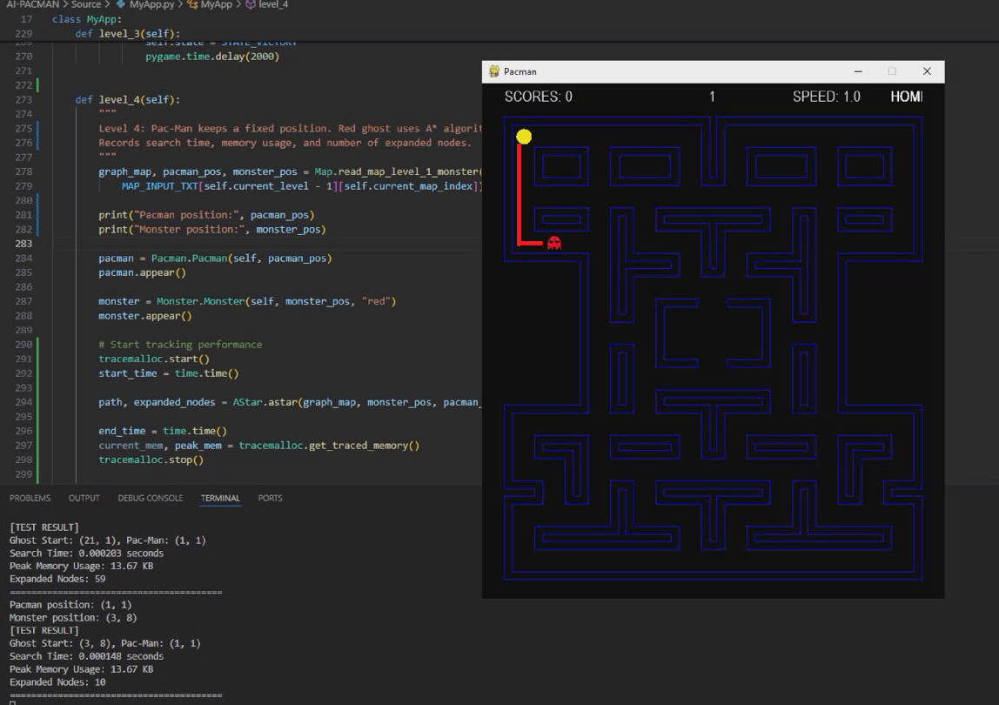 AI-PACMAN > Source > MyApp.py > MyApp > level_4
17 class MyApp:
229 def level_3(self):
269 self.state = STATE_VICTORY
270 pygame.time.delay(2000)
271
272
273 def level_4(self):
274 """
275 Level 4: Pac-Man keeps a fixed position. Red ghost uses A* algorit
276 Records search time, memory usage, and number of expanded nodes.
277 """
278 graph_map, pacman_pos, monster_pos = Map.read_map_level_1_monster(
279 MAP_INPUT_TXT[self.current_level - 1][self.current_map_index])
280
281 print("Pacman position:", pacman_pos)
282 print("Monster position:", monster_pos)
283
284 pacman = Pacman.Pacman(self, pacman_pos)
285 pacman.appear()
286
287 monster = Monster.Monster(self, monster_pos, "red")
288 monster.appear()
289
290 # Start tracking performance
291 tracemalloc.start()
292 start_time = time.time()
293
294 path, expanded_nodes = AStar.astar(graph_map, monster_pos, pacman_
295
296 end_time = time.time()
297 current_mem, peak_mem = tracemalloc.get_traced_memory()
298 tracemalloc.stop()
299
Pacman
SCORES: 0 1 SPEED: 1.0 HOM
PROBLEMS OUTPUT DEBUG CONSOLE TERMINAL PORTS
[TEST RESULT]
Ghost Start: (21, 1), Pac-Man: (1, 1)
Search Time: 0.000203 seconds
Peak Memory Usage: 13.67 KB
Expanded Nodes: 59
========================================
Pacman position: (1, 1)
Monster position: (3, 8)
[TEST RESULT]
Ghost Start: (3, 8), Pac-Man: (1, 1)
Search Time: 0.000148 seconds
Peak Memory Usage: 13.67 KB
Expanded Nodes: 10
========================================